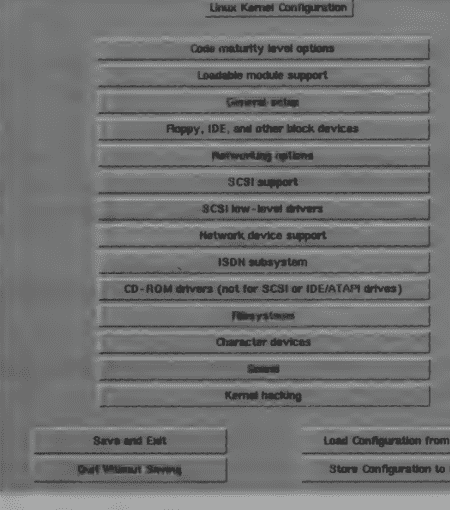 Linux Kernel Configuration
Code maturity level options
Loadable module support
General setup
Floppy, IDE, and other block devices
Networking options
SCSI support
SCSI low-level drivers
Network device support
ISDN subsystem
CD-ROM drivers (not for SCSI or IDE/ATAPI drives)
Filesystems
Character devices
Sound
Kernel hacking
Save and Exit
Load Configuration from
Quit Without Saving
Store Configuration to